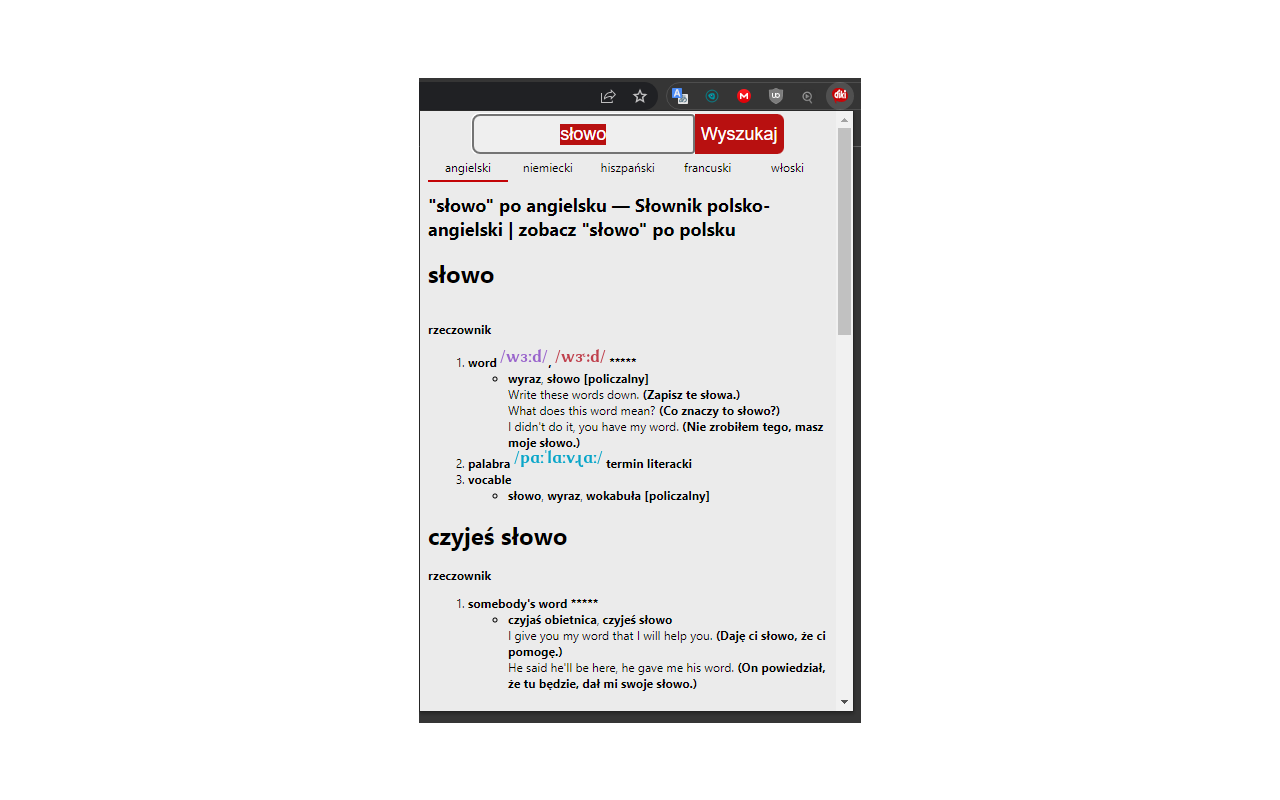 diki
słowo Wyszukaj
angielski niemiecki hiszpański francuski włoski
"słowo" po angielsku — Słownik polsko-
angielski | zobacz "słowo" po polsku
słowo
rzeczownik
1. word /wɜːd/, /wɝːd/ *****
wyraz, słowo [policzalny]
Write these words down. (Zapisz te słowa.)
What does this word mean? (Co znaczy to słowo?)
I didn't do it, you have my word. (Nie zrobiłem tego, masz
moje słowo.)
2. palabra /pɑːˈlɑːvɻɑː/ termin literacki
3. vocable
słowo, wyraz, wokabuła [policzalny]
czyjeś słowo
rzeczownik
1. somebody's word *****
czyjaś obietnica, czyjeś słowo
I give you my word that I will help you. (Daję ci słowo, że ci
pomogę.)
He said he'll be here, he gave me his word. (On powiedział,
że tu będzie, dał mi swoje słowo.)